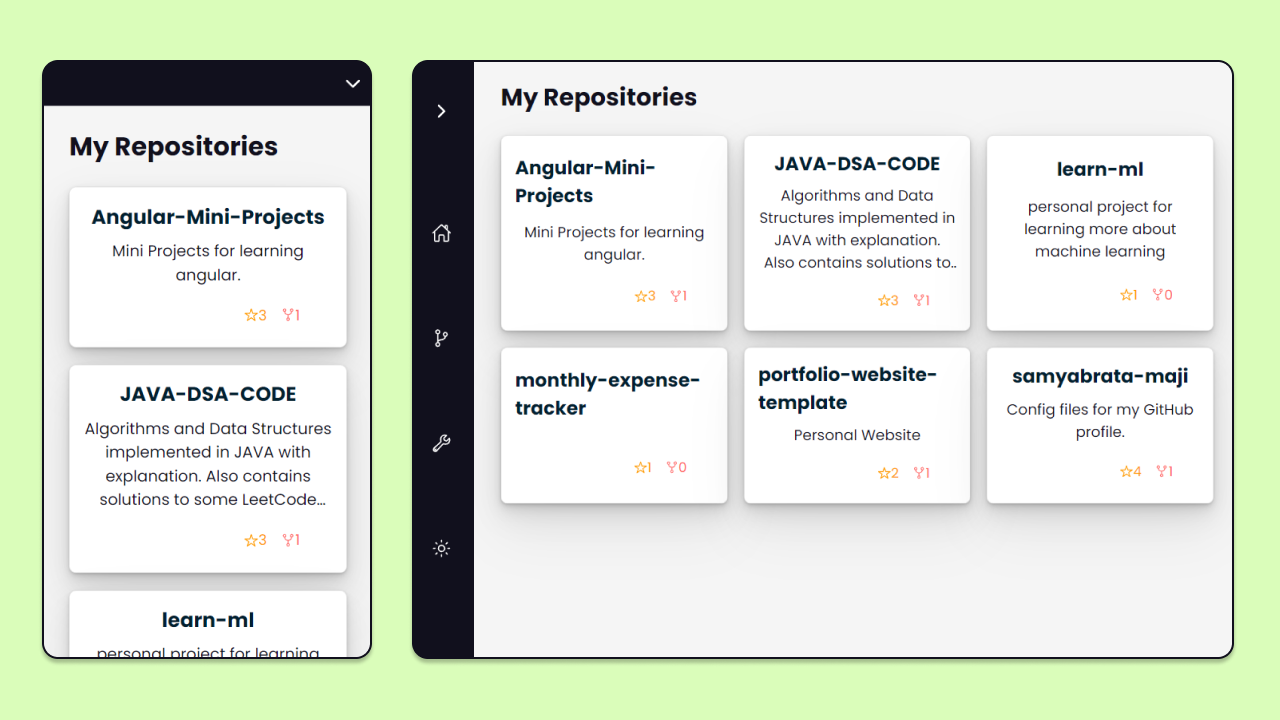 My Repositories
Angular-Mini-Projects
Mini Projects for learning
angular.
3 1
JAVA-DSA-CODE
Algorithms and Data Structures
implemented in JAVA with
explanation. Also contains
solutions to some LeetCode...
3 1
learn-ml
personal project for learning
My Repositories
Angular-Mini-
Projects
Mini Projects for learning
angular.
3 1
JAVA-DSA-CODE
Algorithms and Data
Structures implemented in
JAVA with explanation.
Also contains solutions to..
3 1
learn-ml
personal project for
learning more about
machine learning
1 0
monthly-expense-
tracker
1 0
portfolio-website-
template
Personal Website
2 1
samyabrata-maji
Config files for my GitHub
profile.
4 1